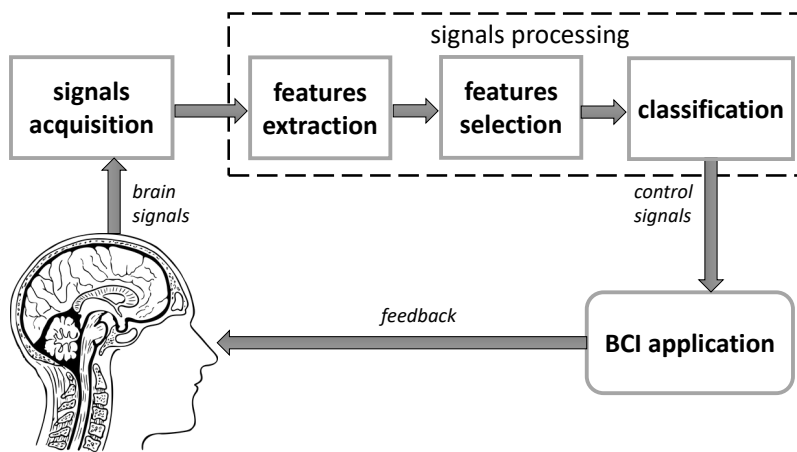 signals processing
signals
acquisition
features
extraction
features
selection
classification
brain
signals
control
signals
feedback
BCI application